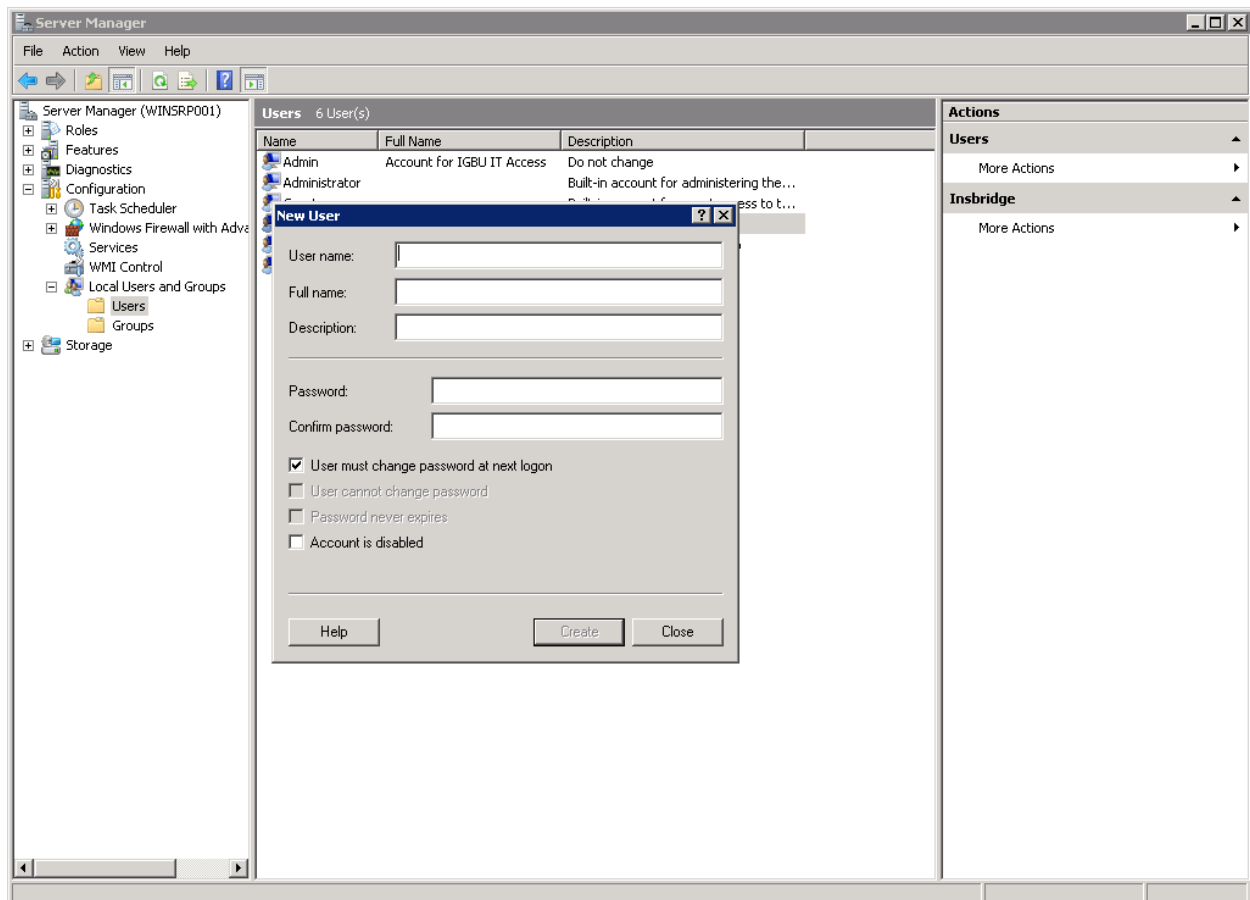 Server Manager
File Action View Help
Server Manager (WINSRP001)
Roles
Features
Diagnostics
Configuration
Task Scheduler
Windows Firewall with Adva
Services
WMI Control
Local Users and Groups
Users
Groups
Storage
Users 6 User(s)
Name Full Name Description
Admin Account for IGBU IT Access Do not change
Administrator Built-in account for administering the...
ess to t...
New User
User name:
Full name:
Description:
Password:
Confirm password:
User must change password at next logon
User cannot change password
Password never expires
Account is disabled
Help Create Close
Actions
Users
More Actions
Insbridge
More Actions